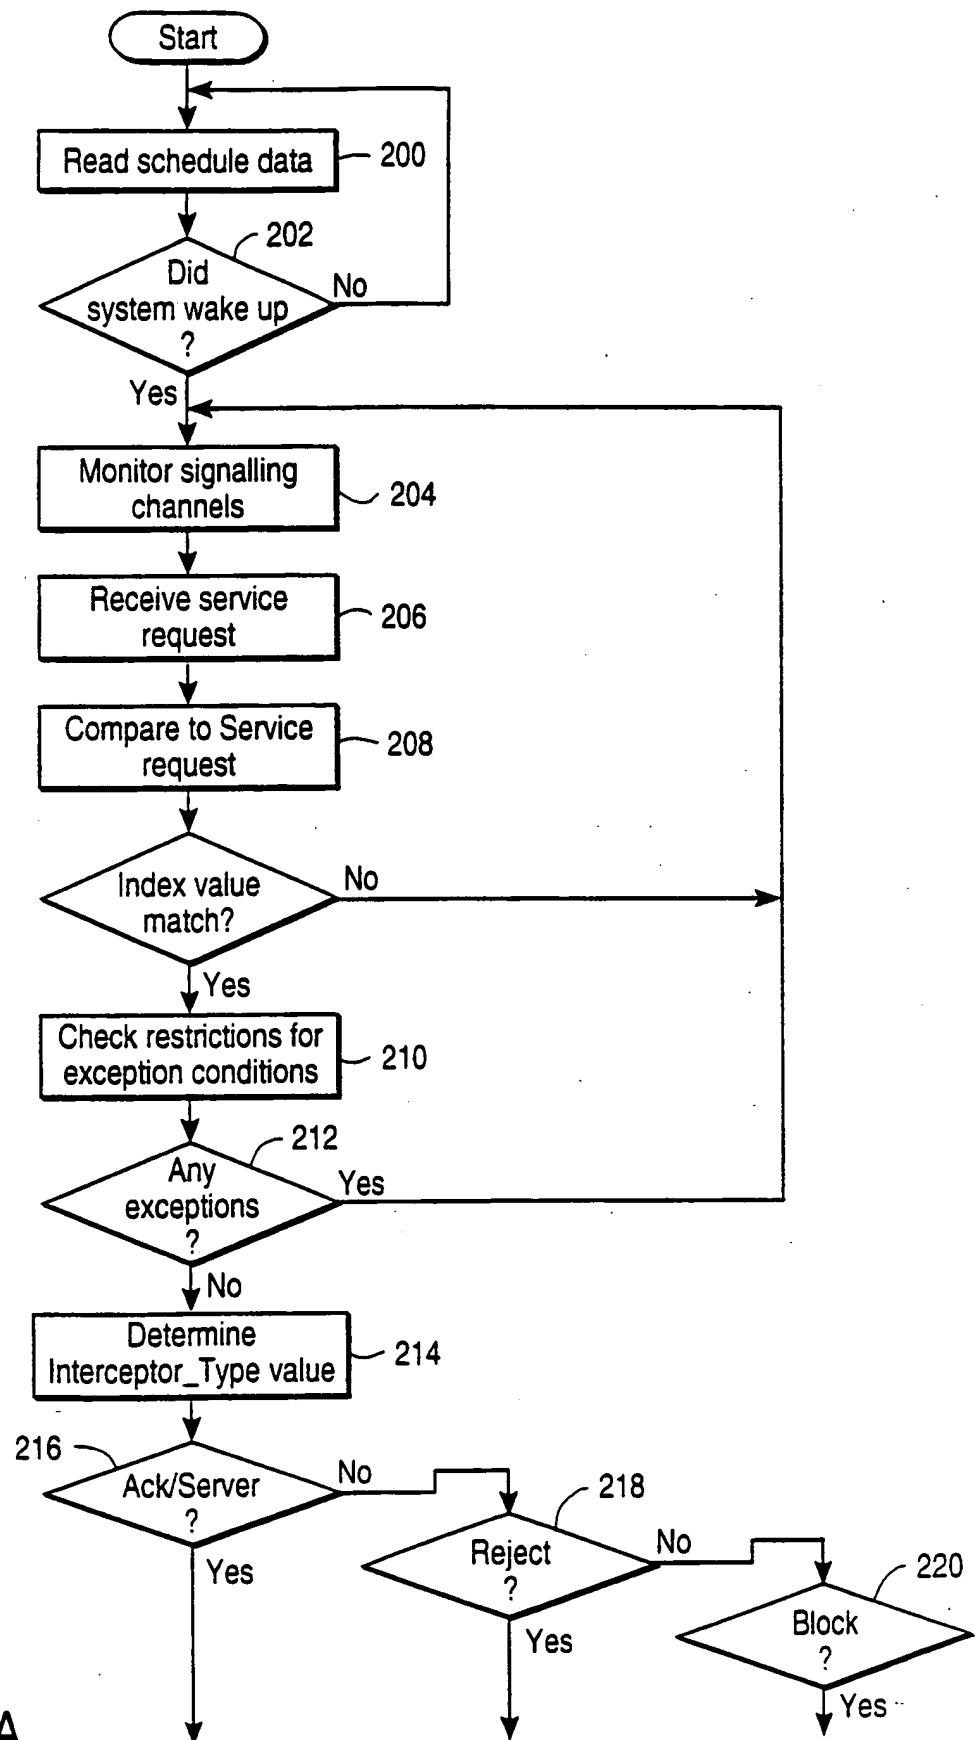 Start
Read schedule data
200
202
Did
system wake up
?
No
Yes
Monitor signalling
channels
204
Receive service
request
206
Compare to Service
request
208
Index value
match?
No
Yes
Check restrictions for
exception conditions
210
212
Any
exceptions
?
Yes
No
Determine
Interceptor_Type value
214
216
Ack/Server
?
No
Yes
218
Reject
?
No
Yes
220
Block
?
Yes
A